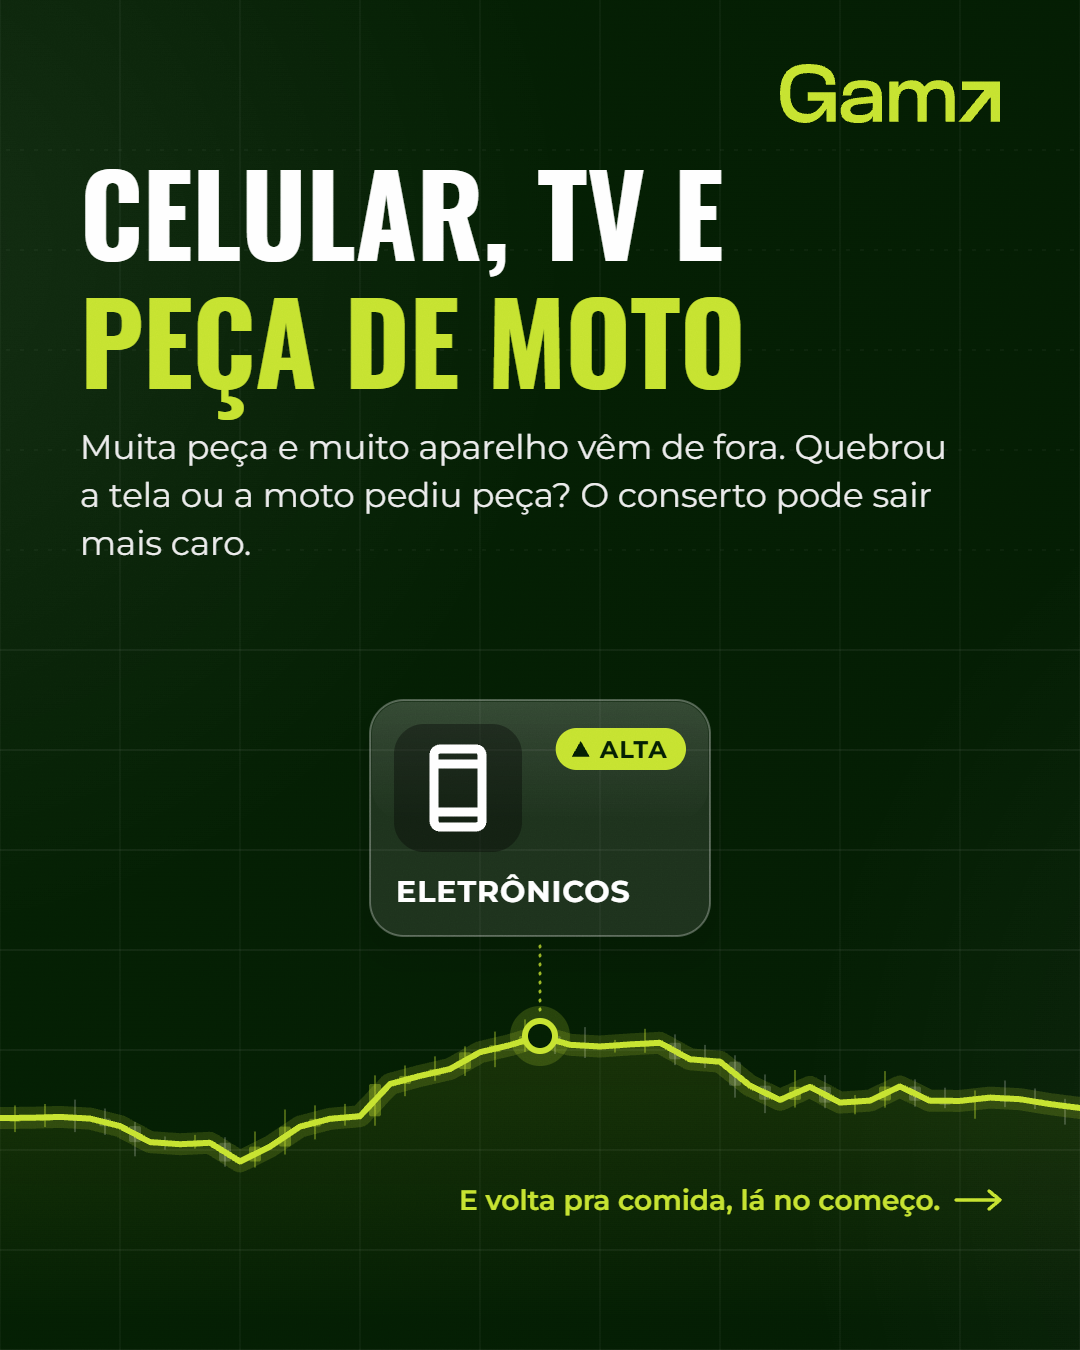 Gam
CELULAR, TV E
PEÇA DE MOTO
Muita peça e muito aparelho vêm de fora. Quebrou
a tela ou a moto pediu peça? O conserto pode sair
mais caro.
▲ ALTA
ELETRÔNICOS
E volta pra comida, lá no começo. →